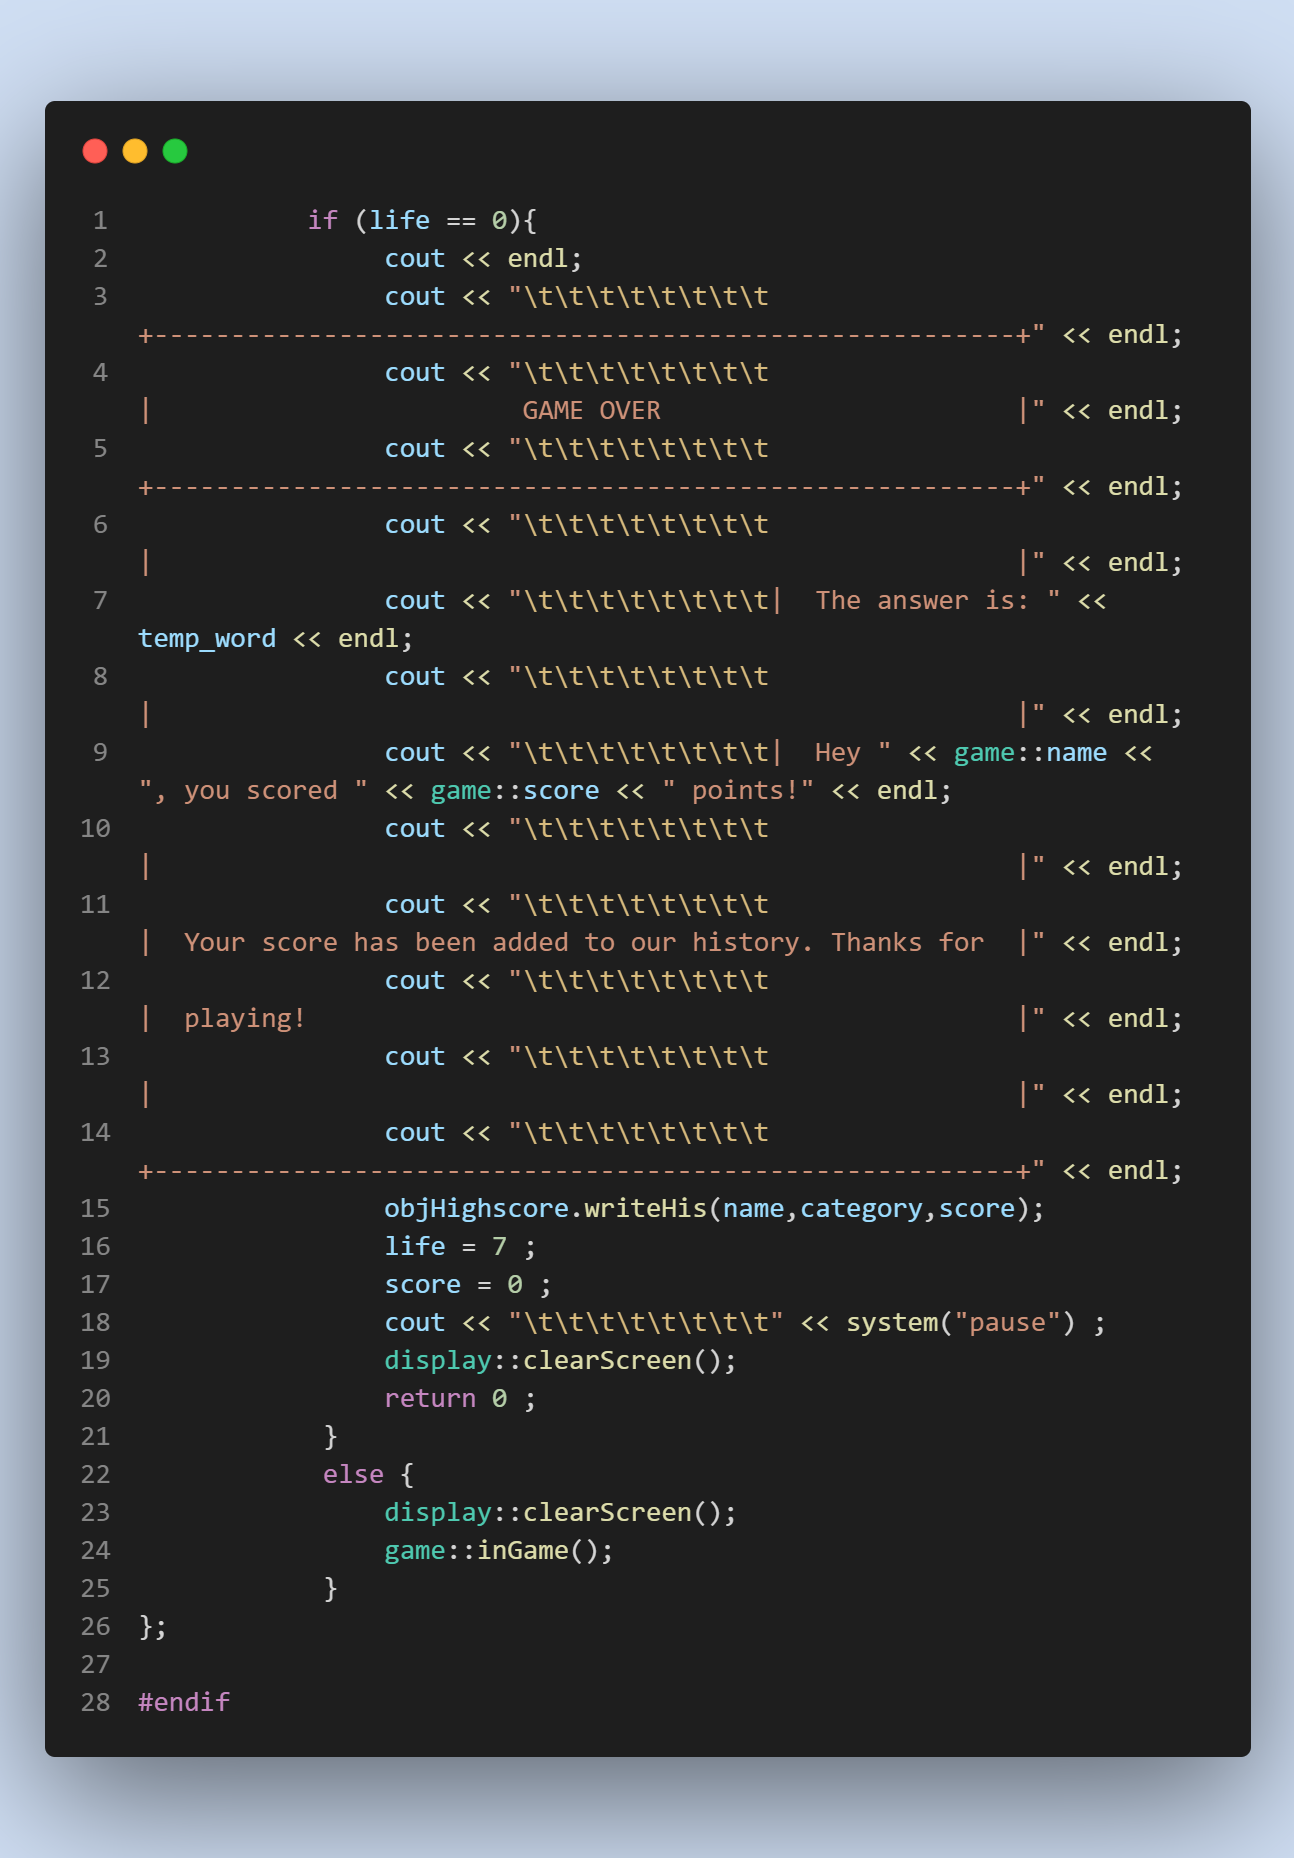 1 if (life == 0){
2 cout << endl;
3 cout << "\t\t\t\t\t\t\t\t
+--------------------------------------------------------+" << endl;
4 cout << "\t\t\t\t\t\t\t\t
|                        GAME OVER                       |" << endl;
5 cout << "\t\t\t\t\t\t\t\t
+--------------------------------------------------------+" << endl;
6 cout << "\t\t\t\t\t\t\t\t
|                                                        |" << endl;
7 cout << "\t\t\t\t\t\t\t\t|  The answer is: " <<
temp_word << endl;
8 cout << "\t\t\t\t\t\t\t\t
|                                                        |" << endl;
9 cout << "\t\t\t\t\t\t\t\t|  Hey " << game::name <<
", you scored " << game::score << " points!" << endl;
10 cout << "\t\t\t\t\t\t\t\t
|                                                        |" << endl;
11 cout << "\t\t\t\t\t\t\t\t
|  Your score has been added to our history. Thanks for  |" << endl;
12 cout << "\t\t\t\t\t\t\t\t
|  playing!                                              |" << endl;
13 cout << "\t\t\t\t\t\t\t\t
|                                                        |" << endl;
14 cout << "\t\t\t\t\t\t\t\t
+--------------------------------------------------------+" << endl;
15 objHighscore.writeHis(name,category,score);
16 life = 7 ;
17 score = 0 ;
18 cout << "\t\t\t\t\t\t\t\t" << system("pause") ;
19 display::clearScreen();
20 return 0 ;
21 }
22 else {
23 display::clearScreen();
24 game::inGame();
25 }
26 };
27
28 #endif